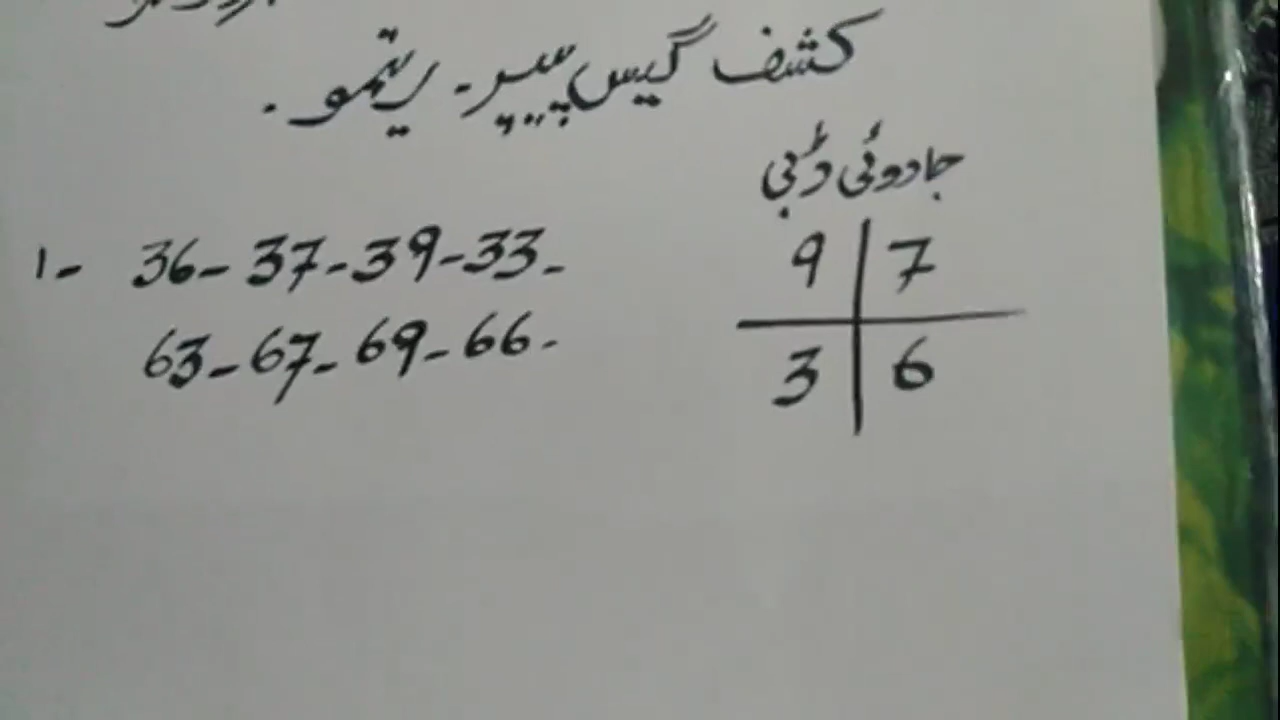 کشف گیس پیپر۔ ریتمو.
جادوئی ڈبی
9 7
3 6
1- 36-37-39-33-
63-67-69-66-